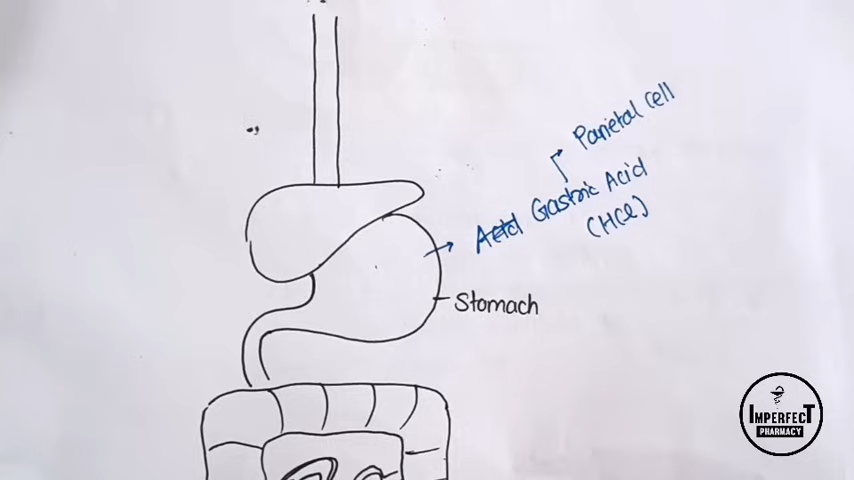 Parietal cell
Acid Gastric Acid
(HCl)
Stomach
IMPERFECT
PHARMACY